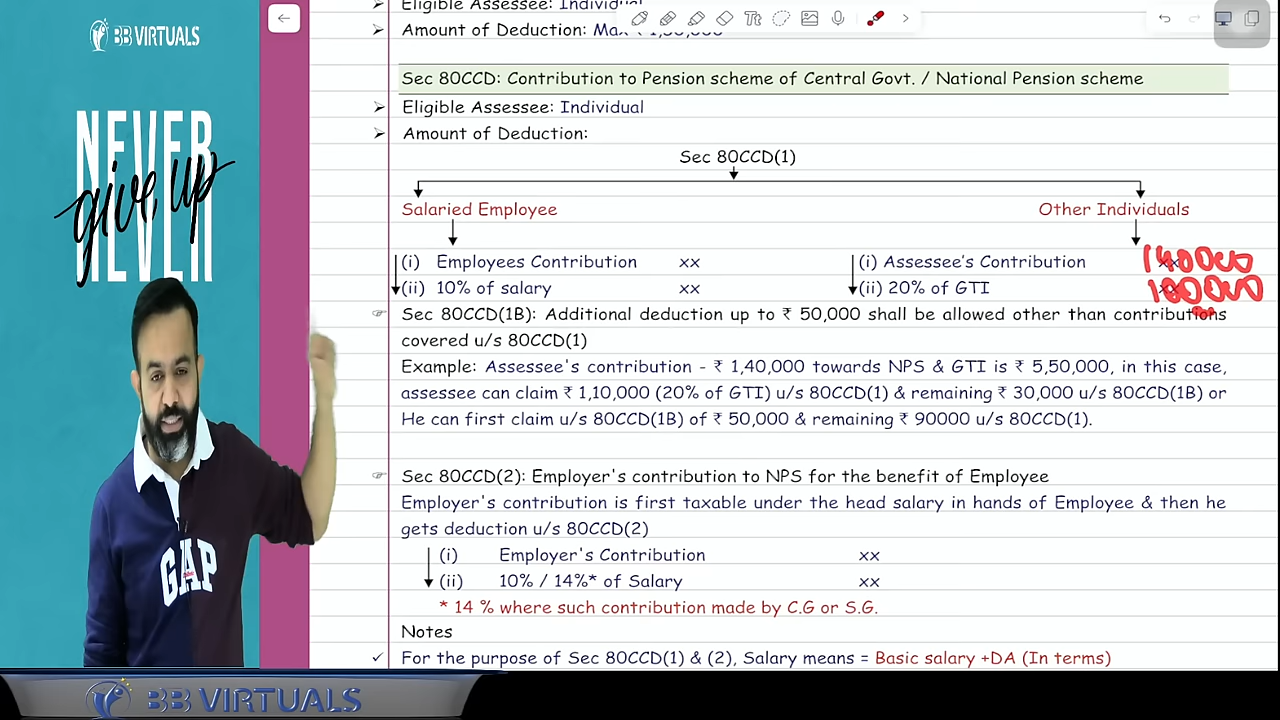 BB VIRTUALS
NEVER
give up
NEVER
Eligible Assessee: Individual
Amount of Deduction: Max ₹ 1,50,000
Sec 80CCD: Contribution to Pension scheme of Central Govt. / National Pension scheme
➤ Eligible Assessee: Individual
➤ Amount of Deduction:
Sec 80CCD(1)
Salaried Employee
Other Individuals
(i) Employees Contribution xx
(ii) 10% of salary xx
(i) Assessee's Contribution 140000
(ii) 20% of GTI 100000
Sec 80CCD(1B): Additional deduction up to ₹ 50,000 shall be allowed other than contributions
covered u/s 80CCD(1)
Example: Assessee's contribution - ₹ 1,40,000 towards NPS & GTI is ₹ 5,50,000, in this case,
assessee can claim ₹ 1,10,000 (20% of GTI) u/s 80CCD(1) & remaining ₹ 30,000 u/s 80CCD(1B) or
He can first claim u/s 80CCD(1B) of ₹ 50,000 & remaining ₹ 90000 u/s 80CCD(1).
Sec 80CCD(2): Employer's contribution to NPS for the benefit of Employee
Employer's contribution is first taxable under the head salary in hands of Employee & then he
gets deduction u/s 80CCD(2)
(i) Employer's Contribution xx
(ii) 10% / 14%* of Salary xx
* 14 % where such contribution made by C.G or S.G.
Notes
✓ For the purpose of Sec 80CCD(1) & (2), Salary means = Basic salary +DA (In terms)
GAP
BB VIRTUALS